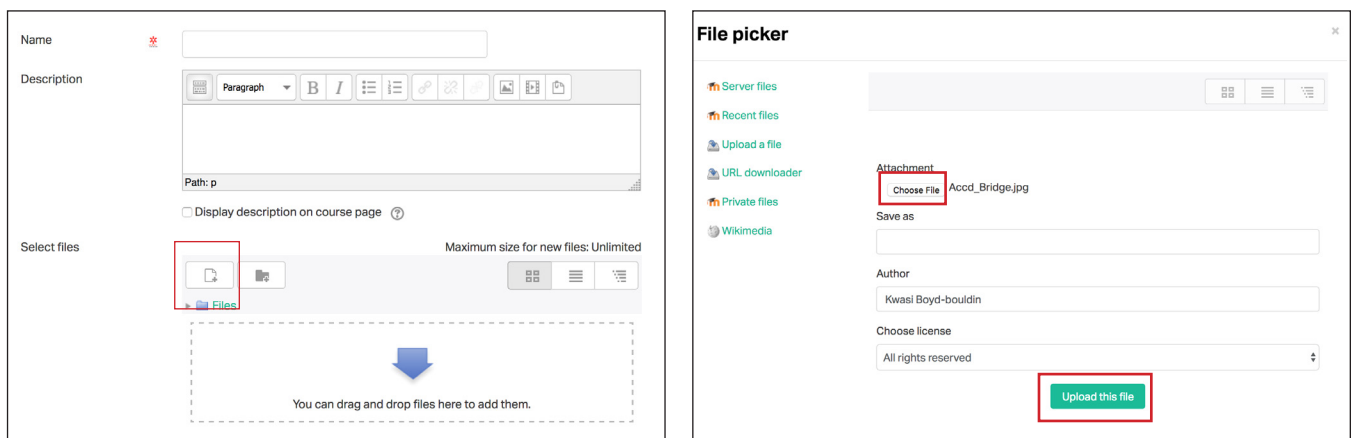 Name
Description
Paragraph
B I
Path: p
Display description on course page
Select files
Maximum size for new files: Unlimited
Files
You can drag and drop files here to add them.
File picker
Server files
Recent files
Upload a file
URL downloader
Private files
Wikimedia
Attachment
Choose File Accd_Bridge.jpg
Save as
Author
Kwasi Boyd-bouldin
Choose license
All rights reserved
Upload this file